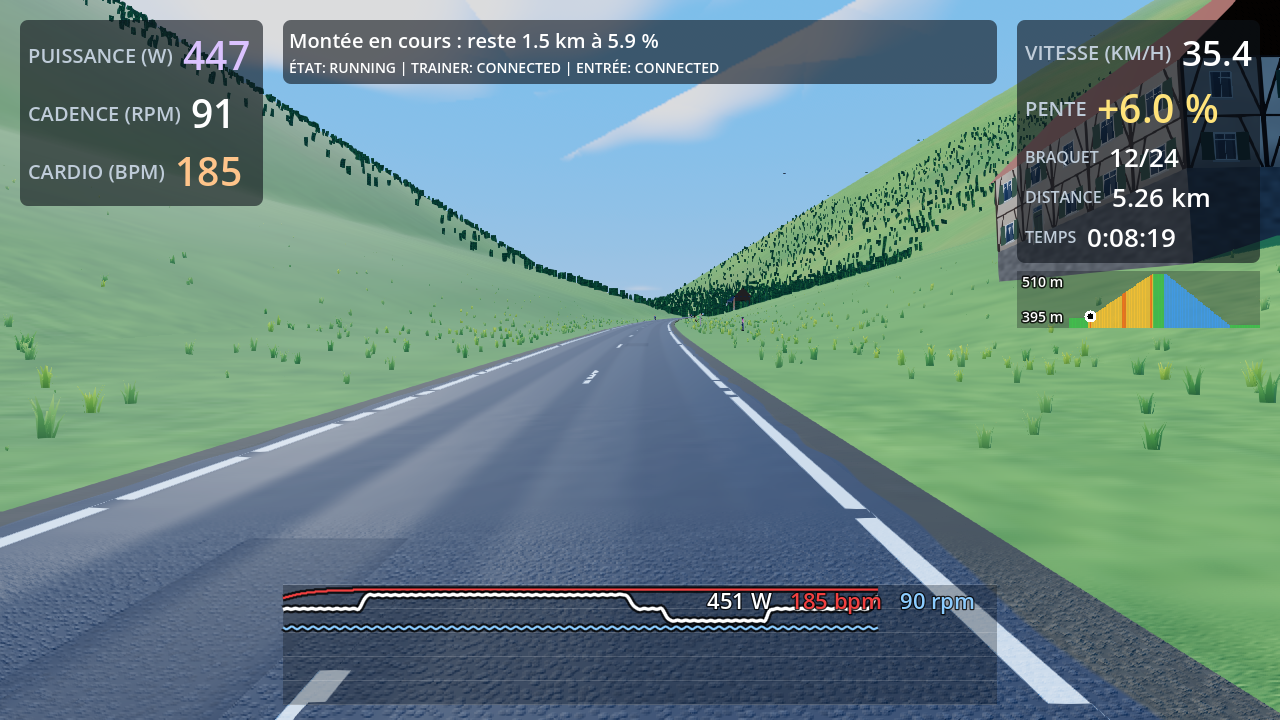 PUISSANCE (W) 447
CADENCE (RPM) 91
CARDIO (BPM) 185
Montée en cours : reste 1.5 km à 5.9 %
ÉTAT: RUNNING | TRAINER: CONNECTED | ENTRÉE: CONNECTED
VITESSE (KM/H) 35.4
PENTE +6.0 %
BRAQUET 12/24
DISTANCE 5.26 km
TEMPS 0:08:19
510 m
395 m
451 W 185 bpm 90 rpm